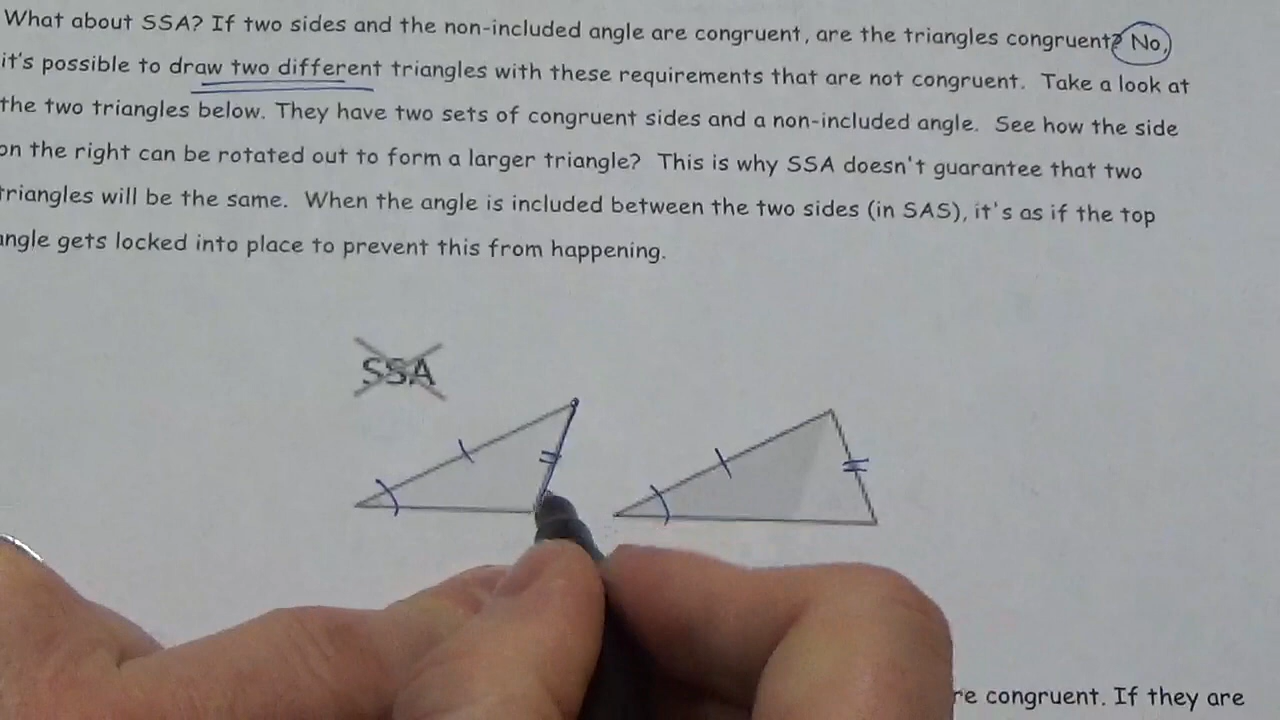 What about SSA? If two sides and the non-included angle are congruent, are the triangles congruent? No,
it's possible to draw two different triangles with these requirements that are not congruent. Take a look at
the two triangles below. They have two sets of congruent sides and a non-included angle. See how the side
on the right can be rotated out to form a larger triangle? This is why SSA doesn't guarantee that two
triangles will be the same. When the angle is included between the two sides (in SAS), it's as if the top
angle gets locked into place to prevent this from happening.
SSA
re congruent. If they are